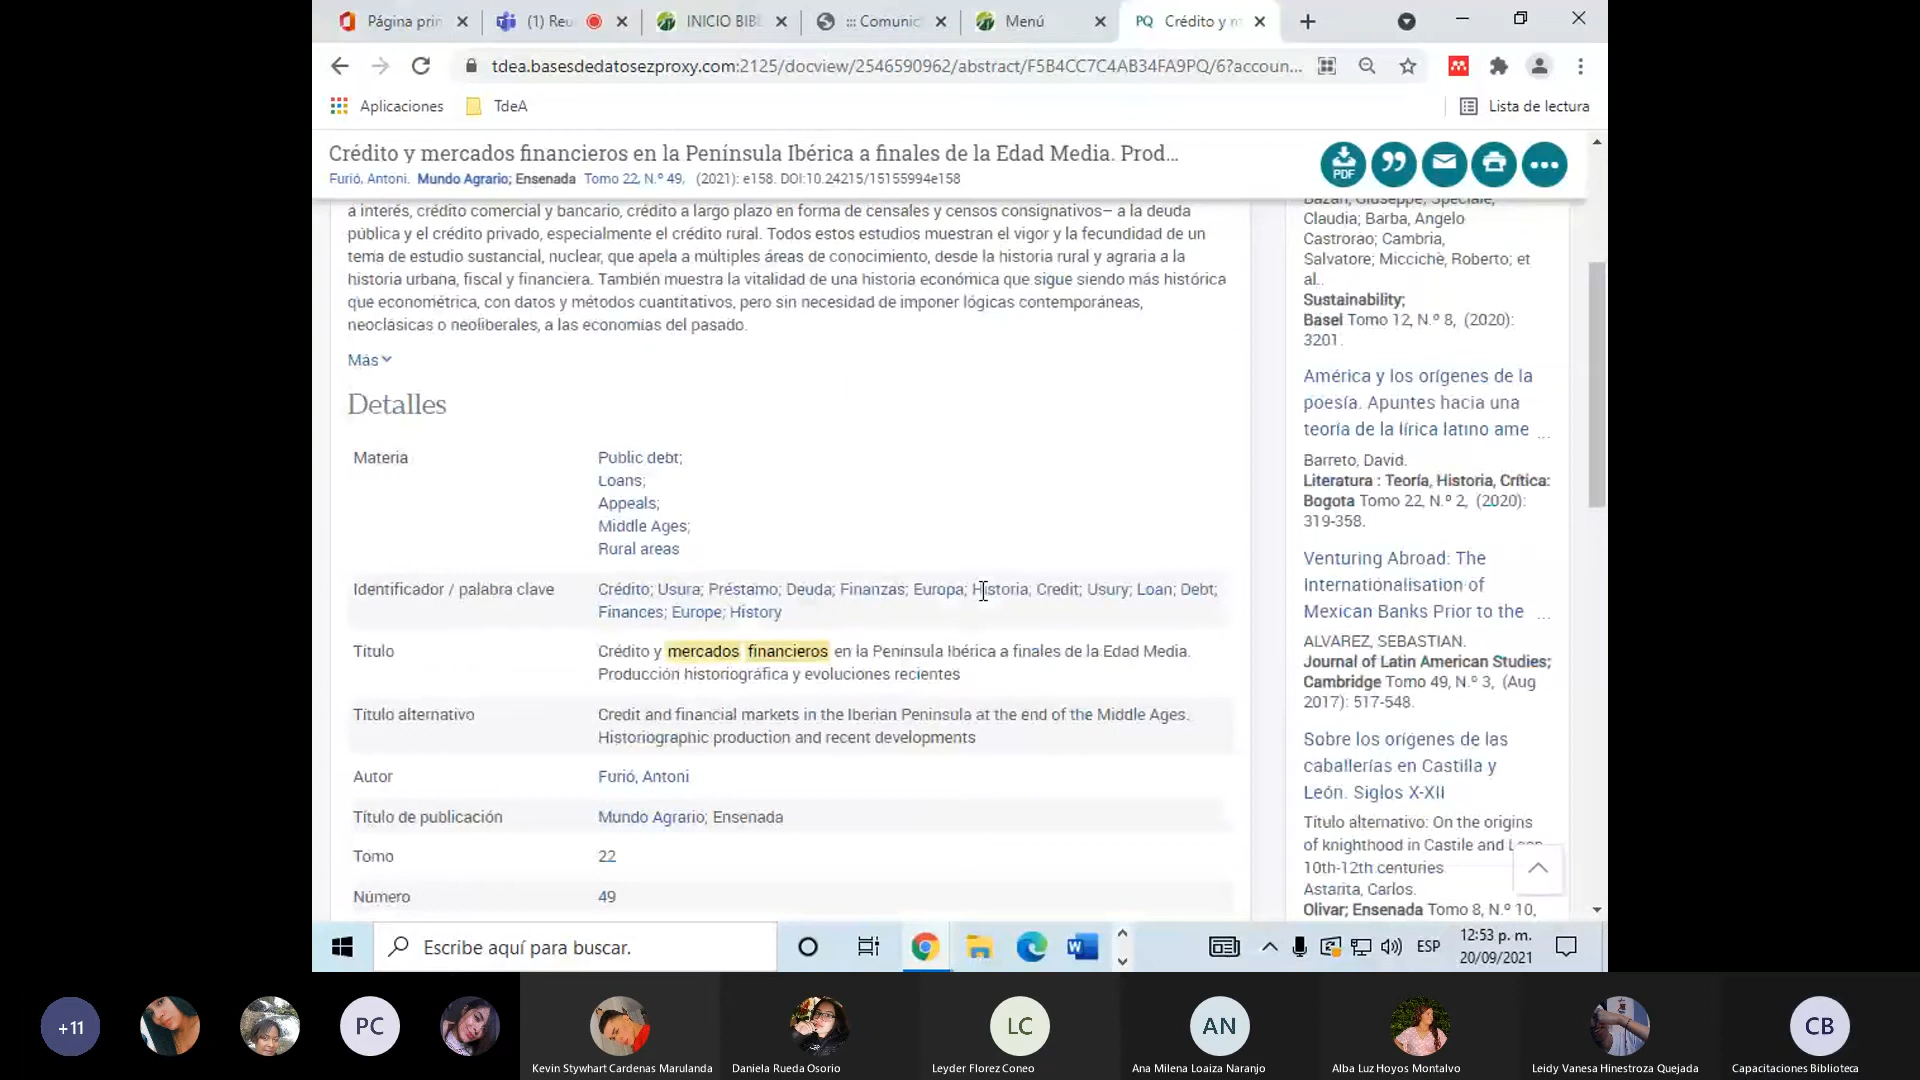 Página prin
(1) Reu
INICIO BIB
::: Comunic
Menú
PQ Crédito y m
tdea.basesdedatosezproxy.com:2125/docview/2546590962/abstract/F5B4CC7C4AB34FA9PQ/6?accoun...
Aplicaciones
TdeA
Lista de lectura
Crédito y mercados financieros en la Península Ibérica a finales de la Edad Media. Prod...
Furió, Antoni. Mundo Agrario; Ensenada Tomo 22, N.º 49, (2021): e158. DOI:10.24215/15155994e158
PDF
a interés, crédito comercial y bancario, crédito a largo plazo en forma de censales y censos consignativos– a la deuda
pública y el crédito privado, especialmente el crédito rural. Todos estos estudios muestran el vigor y la fecundidad de un
tema de estudio sustancial, nuclear, que apela a múltiples áreas de conocimiento, desde la historia rural y agraria a la
historia urbana, fiscal y financiera. También muestra la vitalidad de una historia económica que sigue siendo más histórica
que econométrica, con datos y métodos cuantitativos, pero sin necesidad de imponer lógicas contemporáneas,
neoclásicas o neoliberales, a las economías del pasado.
Más
Detalles
Materia
Public debt;
Loans;
Appeals;
Middle Ages;
Rural areas
Identificador / palabra clave
Crédito; Usura; Préstamo; Deuda; Finanzas; Europa; Historia; Credit; Usury; Loan; Debt;
Finances; Europe; History
Título
Crédito y mercados financieros en la Península Ibérica a finales de la Edad Media.
Producción historiográfica y evoluciones recientes
Título alternativo
Credit and financial markets in the Iberian Peninsula at the end of the Middle Ages.
Historiographic production and recent developments
Autor
Furió, Antoni
Título de publicación
Mundo Agrario; Ensenada
Tomo
22
Número
49
Bazan, Giuseppe; Speciale,
Claudia; Barba, Angelo
Castrorao; Cambria,
Salvatore; Miccichè, Roberto; et
al..
Sustainability;
Basel Tomo 12, N.º 8, (2020):
3201.
América y los orígenes de la
poesía. Apuntes hacia una
teoría de la lírica latino ame ...
Barreto, David.
Literatura : Teoría, Historia, Crítica:
Bogota Tomo 22, N.º 2, (2020):
319-358.
Venturing Abroad: The
Internationalisation of
Mexican Banks Prior to the ...
ALVAREZ, SEBASTIAN.
Journal of Latin American Studies;
Cambridge Tomo 49, N.º 3, (Aug
2017): 517-548.
Sobre los orígenes de las
caballerías en Castilla y
León. Siglos X-XII
Título alternativo: On the origins
of knighthood in Castile and
10th-12th centuries
Astarita, Carlos.
Olivar; Ensenada Tomo 8, N.º 10,
Escribe aquí para buscar.
ESP
12:53 p. m.
20/09/2021
+11
PC
LC
AN
CB
Kevin Stywhart Cardenas Marulanda
Daniela Rueda Osorio
Leyder Florez Coneo
Ana Milena Loaiza Naranjo
Alba Luz Hoyos Montalvo
Leidy Vanesa Hinestroza Quejada
Capacitaciones Biblioteca